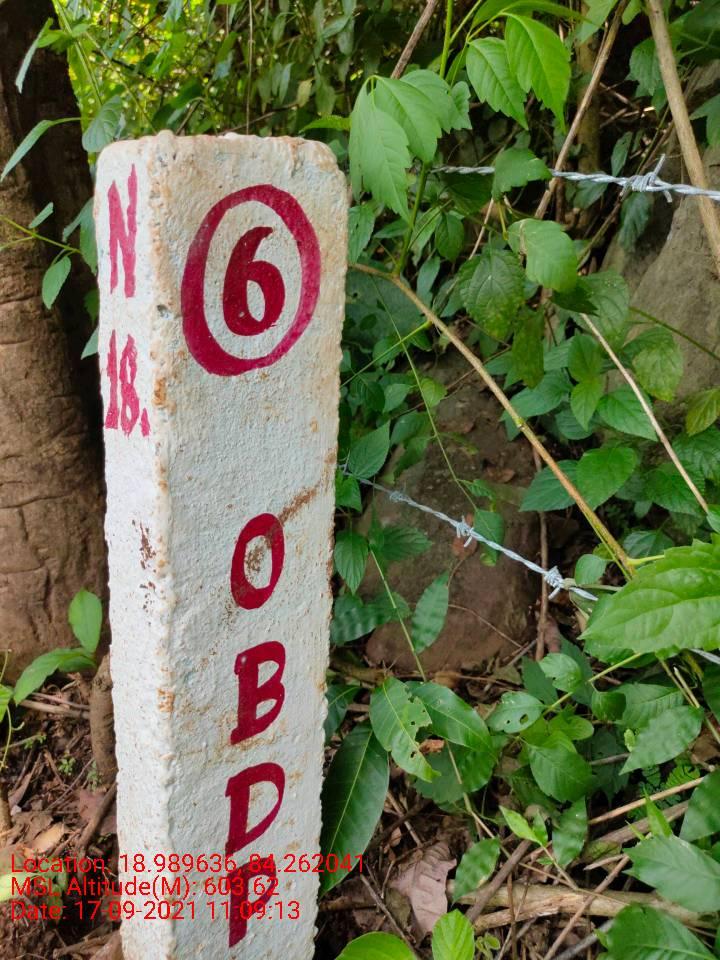 N
18.
6
O
B
P
F
Location: 18.989636, 84.262041
MSL Altitude(M): 603.62
Date: 17-09-2021 11:09:13